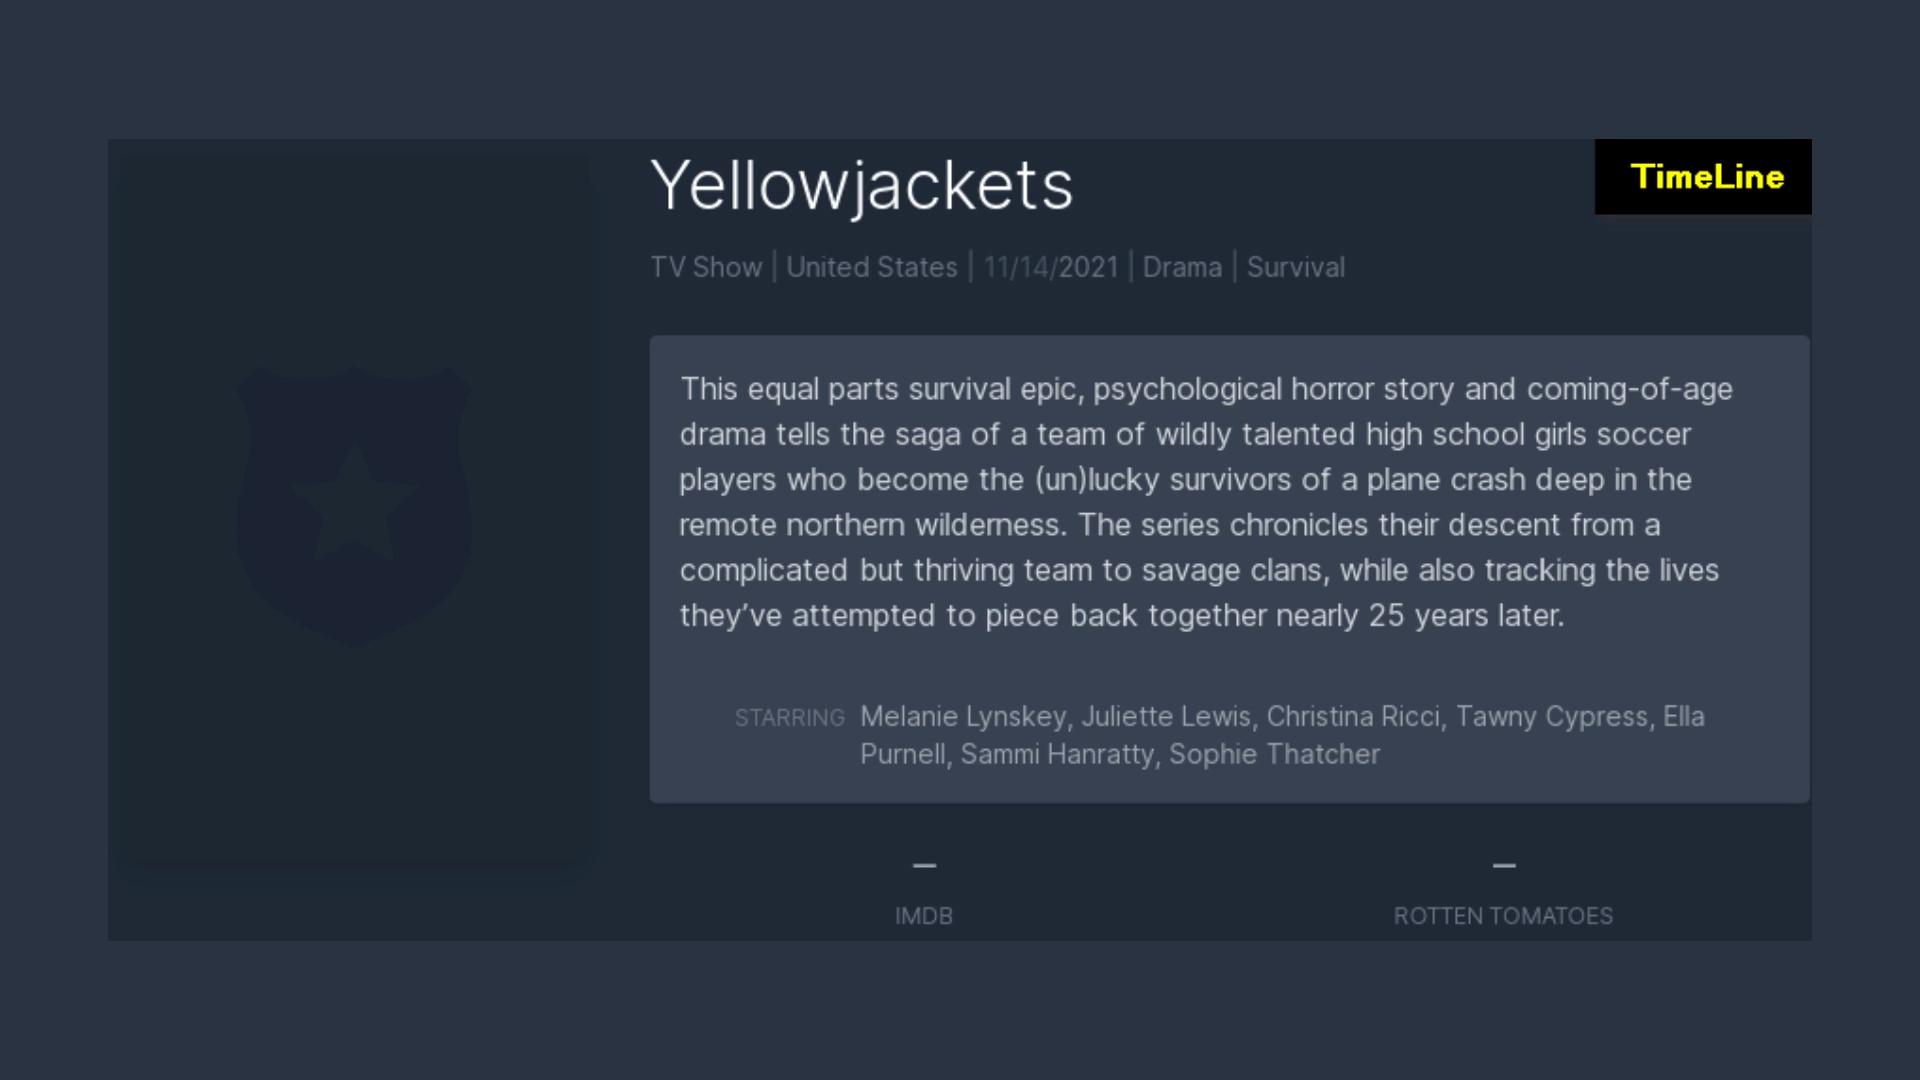 Yellowjackets
TimeLine
TV Show | United States | 11/14/2021 | Drama | Survival
This equal parts survival epic, psychological horror story and coming-of-age
drama tells the saga of a team of wildly talented high school girls soccer
players who become the (un)lucky survivors of a plane crash deep in the
remote northern wilderness. The series chronicles their descent from a
complicated but thriving team to savage clans, while also tracking the lives
they’ve attempted to piece back together nearly 25 years later.
STARRING Melanie Lynskey, Juliette Lewis, Christina Ricci, Tawny Cypress, Ella
Purnell, Sammi Hanratty, Sophie Thatcher
– –
IMDB ROTTEN TOMATOES